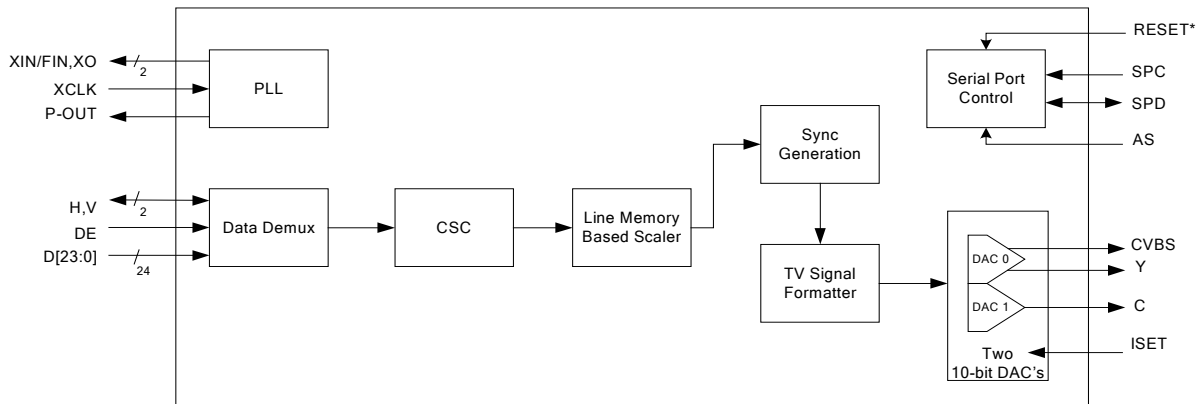 XIN/FIN,XO
2
XCLK
P-OUT
PLL
Serial Port
Control
RESET*
SPC
SPD
AS
Sync
Generation
H,V
2
DE
D[23:0]
24
Data Demux
CSC
Line Memory
Based Scaler
TV Signal
Formatter
DAC 0
DAC 1
Two
10-bit DAC's
CVBS
Y
C
ISET